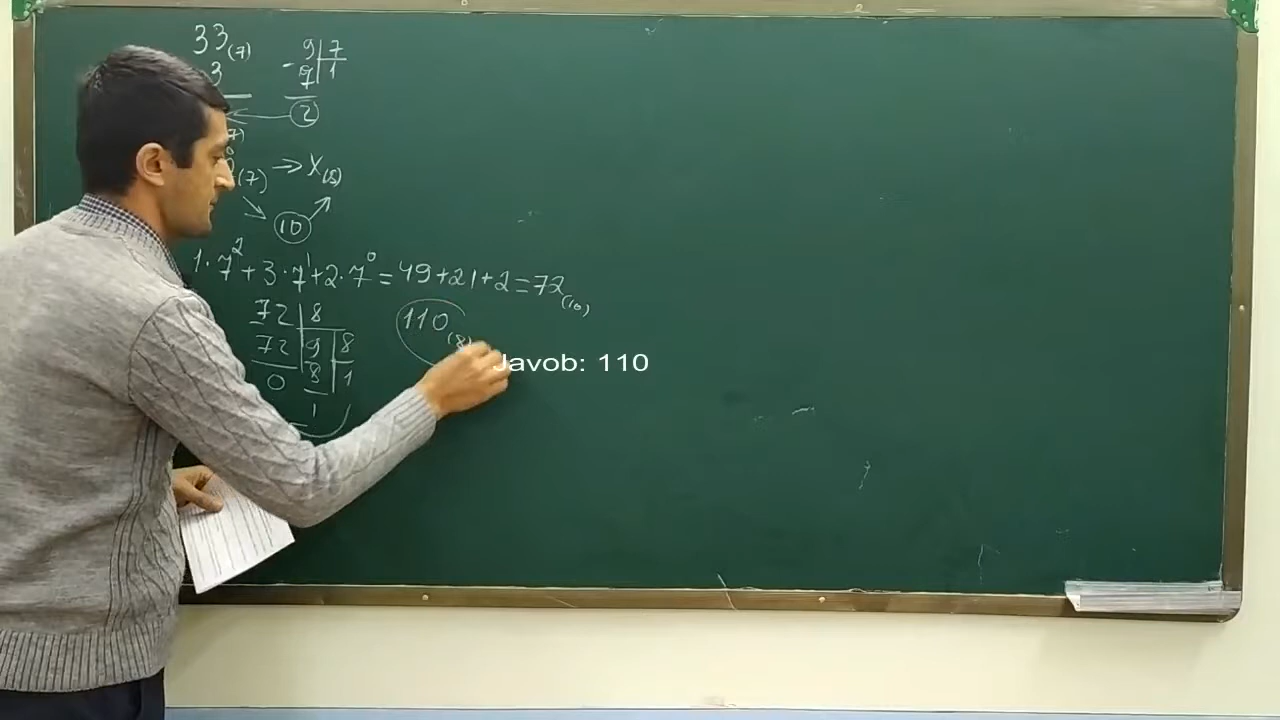 33(7)
3
9 7
- 9 1
2
7)
(7) → X(8)
10
1·7²+3·7¹+2·7⁰=49+21+2=72(10)
72 8
72 9 8
0 8 1
1
110(8)
Javob: 110